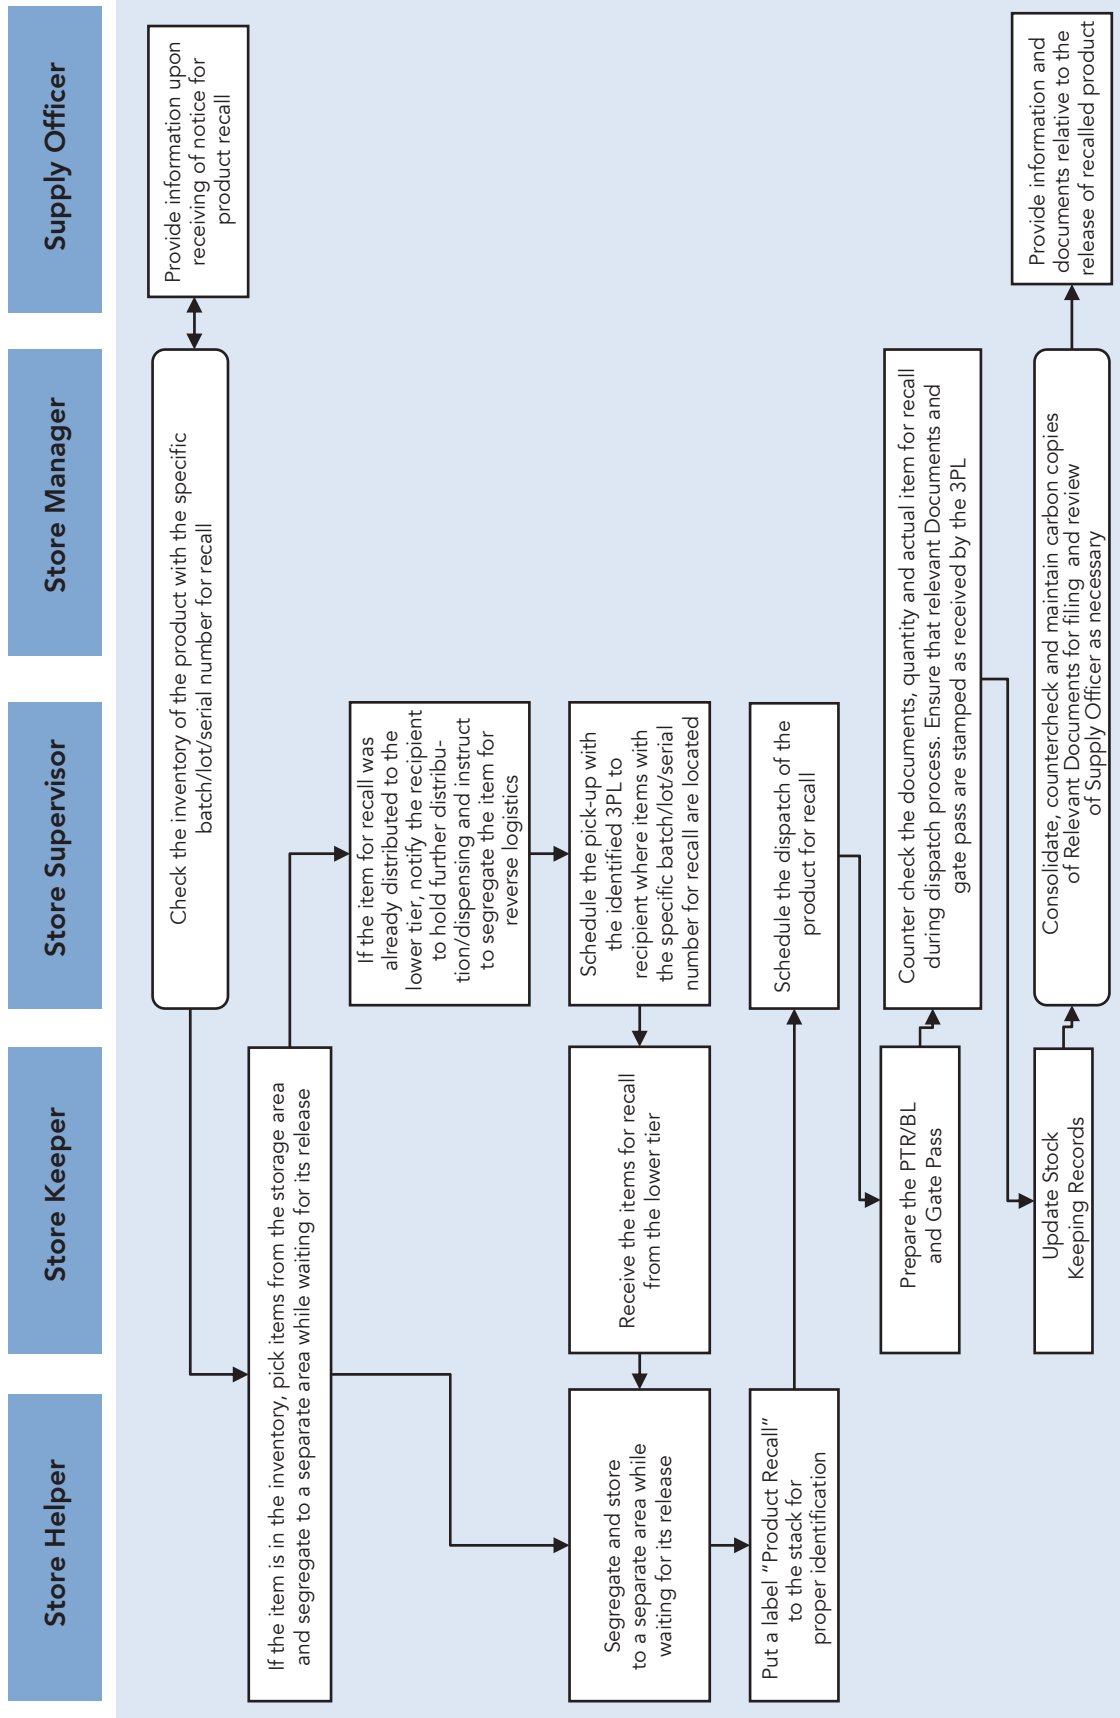 Store Helper
Store Keeper
Store Supervisor
Store Manager
Supply Officer
Provide information upon
receiving of notice for
product recall
Check the inventory of the product with the specific
batch/lot/serial number for recall
If the item is in the inventory, pick items from the storage area
and segregate to a separate area while waiting for its release
If the item for recall was
already distributed to the
lower tier, notify the recipient
to hold further distribu-
tion/dispensing and instruct
to segregate the item for
reverse logistics
Schedule the pick-up with
the identified 3PL to
recipient where items with
the specific batch/lot/serial
number for recall are located
Receive the items for recall
from the lower tier
Segregate and store
to a separate area while
waiting for its release
Put a label “Product Recall”
to the stack for
proper identification
Schedule the dispatch of the
product for recall
Prepare the PTR/BL
and Gate Pass
Counter check the documents, quantity and actual item for recall
during dispatch process. Ensure that relevant Documents and
gate pass are stamped as received by the 3PL
Update Stock
Keeping Records
Consolidate, countercheck and maintain carbon copies
of Relevant Documents for filing and review
of Supply Officer as necessary
Provide information and
documents relative to the
release of recalled product